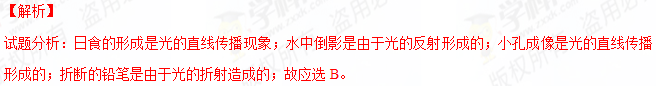 【解析】
试题分析：日食的形成是光的直线传播现象；水中倒影是由于光的反射形成的；小孔成像是光的直线传播
形成的；折断的铅笔是由于光的折射造成的；故应选 B。